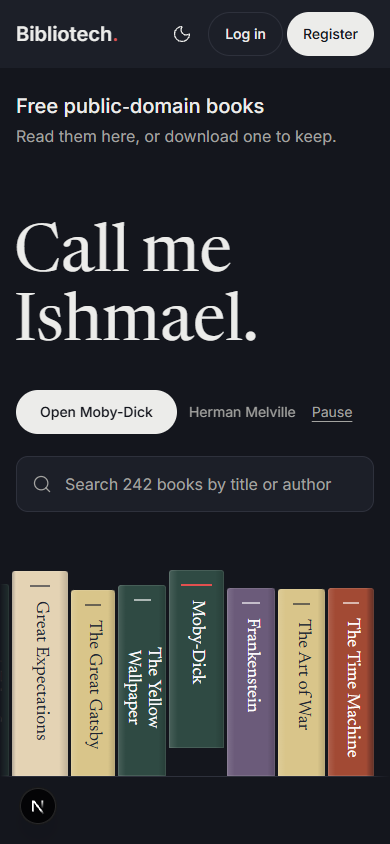 Bibliotech.
Log in
Register
Free public-domain books
Read them here, or download one to keep.
Call me
Ishmael.
Open Moby-Dick
Herman Melville
Pause
Search 242 books by title or author
Great Expectations
The Great Gatsby
The Yellow
Wallpaper
Moby-Dick
Frankenstein
The Art of War
The Time Machine
N